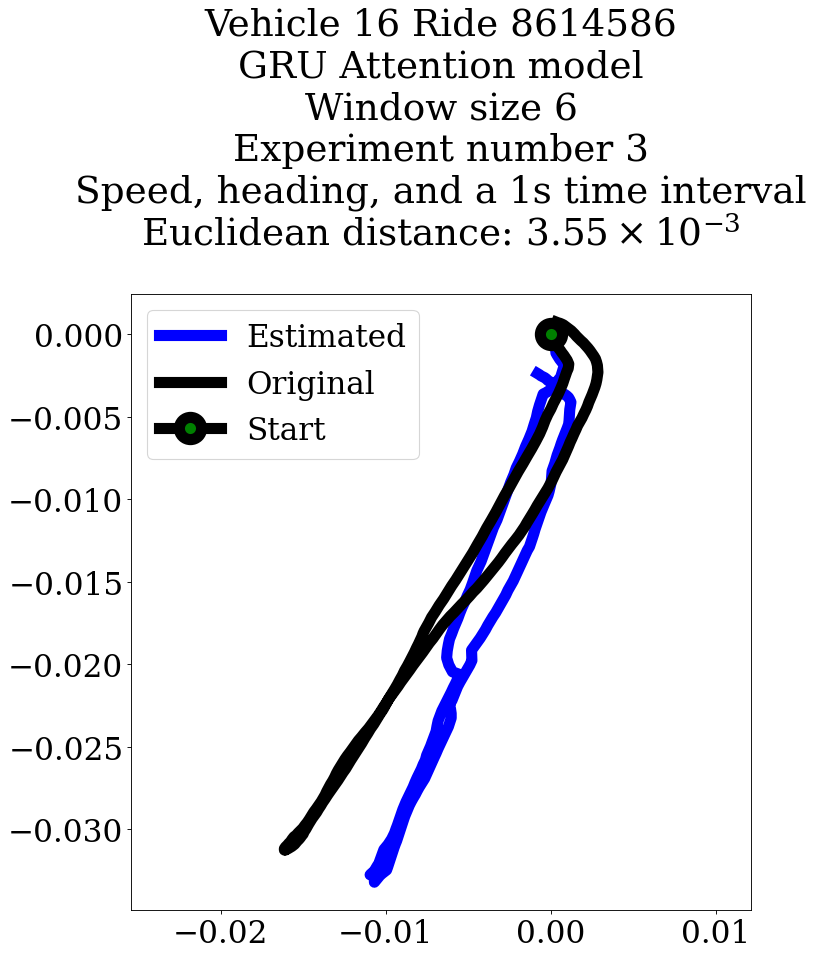 Vehicle 16 Ride 8614586
GRU Attention model
Window size 6
Experiment number 3
Speed, heading, and a 1s time interval
Euclidean distance: 3.55 × 10⁻³
Estimated
Original
Start
0.000
−0.005
−0.010
−0.015
−0.020
−0.025
−0.030
−0.02
−0.01
0.00
0.01